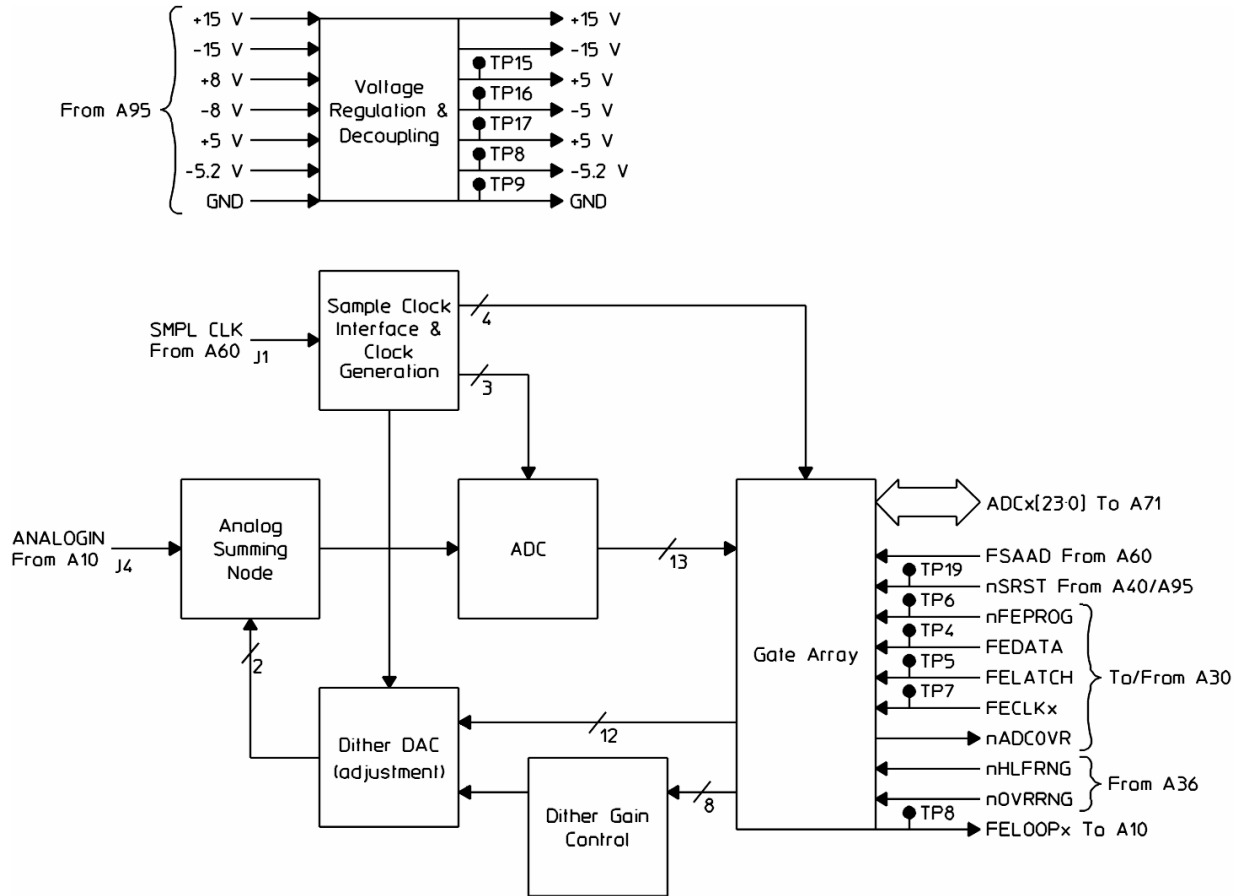 From A95
+15 V
-15 V
+8 V
-8 V
+5 V
-5.2 V
GND
Voltage
Regulation &
Decoupling
+15 V
-15 V
TP15
+5 V
TP16
-5 V
TP17
+5 V
TP8
-5.2 V
TP9
GND
SMPL CLK
From A60
J1
Sample Clock
Interface &
Clock
Generation
4
3
ANALOGIN
From A10
J4
Analog
Summing
Node
ADC
13
2
Gate Array
Dither DAC
(adjustment)
12
Dither Gain
Control
8
ADCx[23:0] To A71
FSAAD From A60
TP19
nSRST From A40/A95
TP6
nFEPROG
TP4
FEDATA
TP5
FELATCH
TP7
FECLKx
nADCOVR
To/From A30
nHLFRNG
nOVRRNG
From A36
TP8
FELOOPx To A10